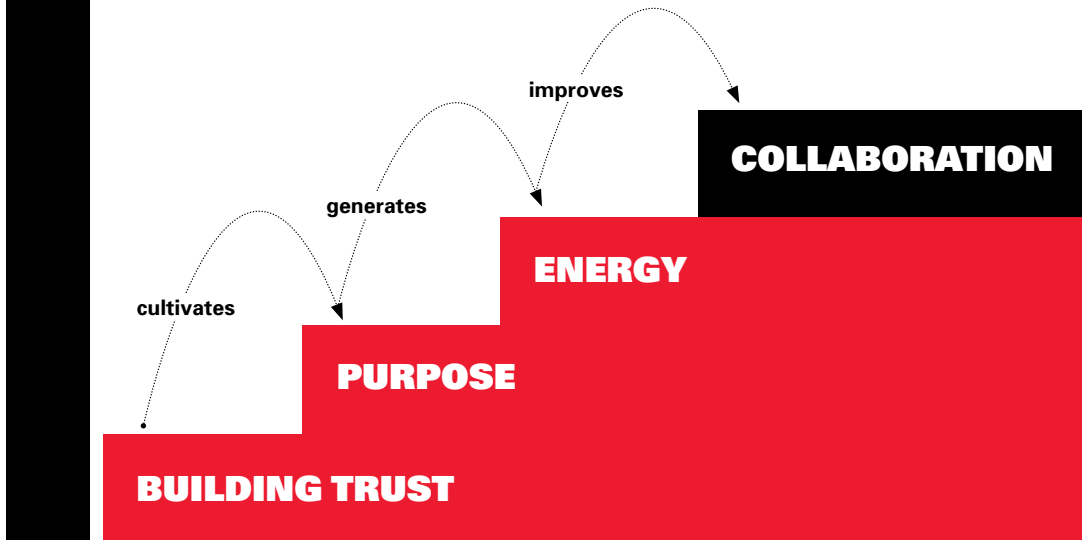 improves
COLLABORATION
generates
ENERGY
cultivates
PURPOSE
BUILDING TRUST